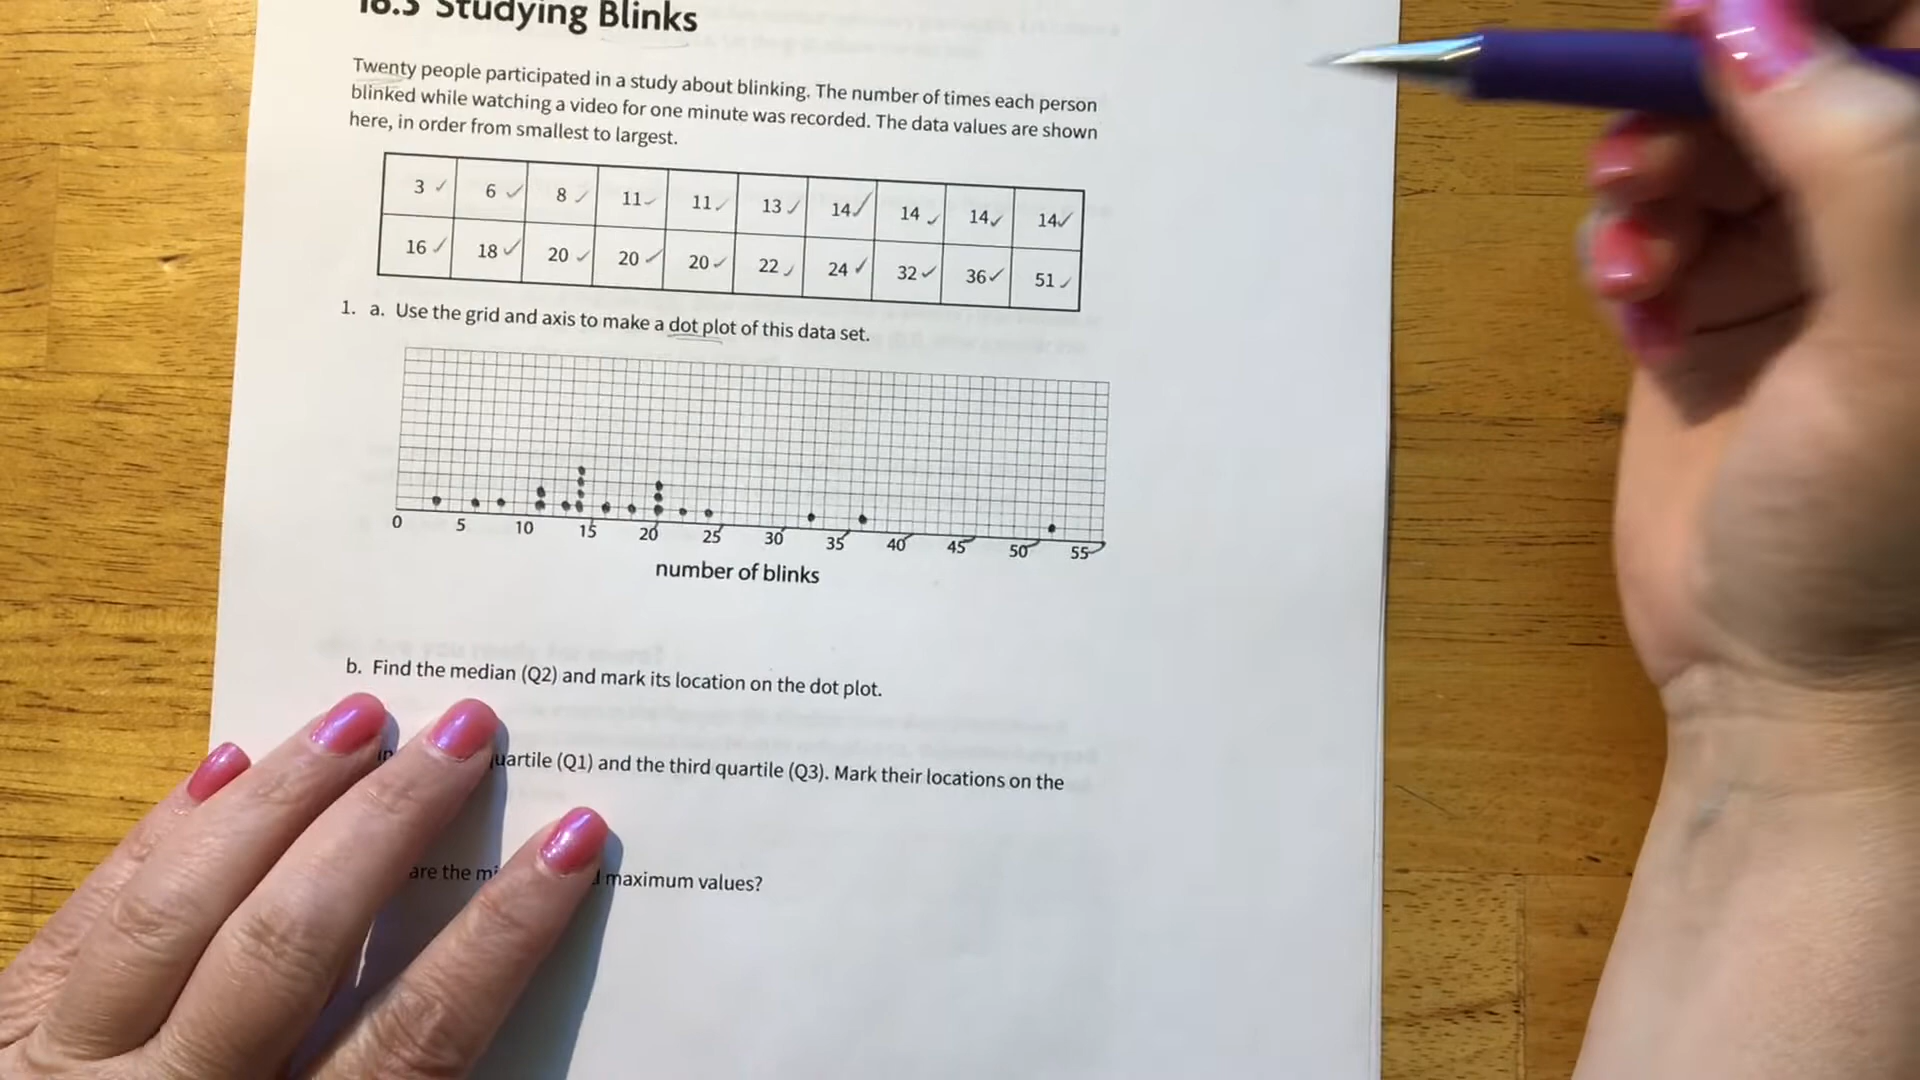 18.3 Studying Blinks
Twenty people participated in a study about blinking. The number of times each person
blinked while watching a video for one minute was recorded. The data values are shown
here, in order from smallest to largest.
3 ✓ 6 ✓ 8 ✓ 11 ✓ 11 ✓ 13 ✓ 14 ✓ 14 ✓ 14 ✓ 14 ✓
16 ✓ 18 ✓ 20 ✓ 20 ✓ 20 ✓ 22 ✓ 24 ✓ 32 ✓ 36 ✓ 51 ✓
1. a. Use the grid and axis to make a dot plot of this data set.
0 5 10 15 20 25 30 35 40 45 50 55
number of blinks
b. Find the median (Q2) and mark its location on the dot plot.
(Q1) and the third quartile (Q3). Mark their locations on the
are the maximum values?